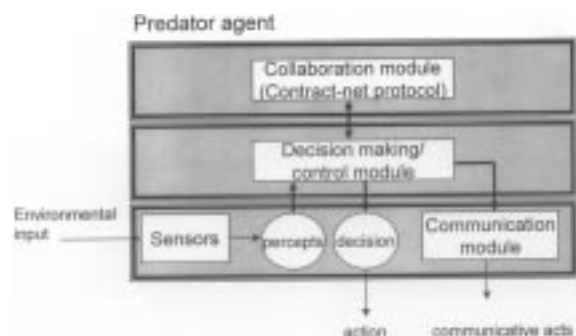 Predator agent
Collaboration module
(Contract-net protocol)
Decision making/
control module
Environmental
input
Sensors
percepts
decision
Communication
module
action
communicative acts